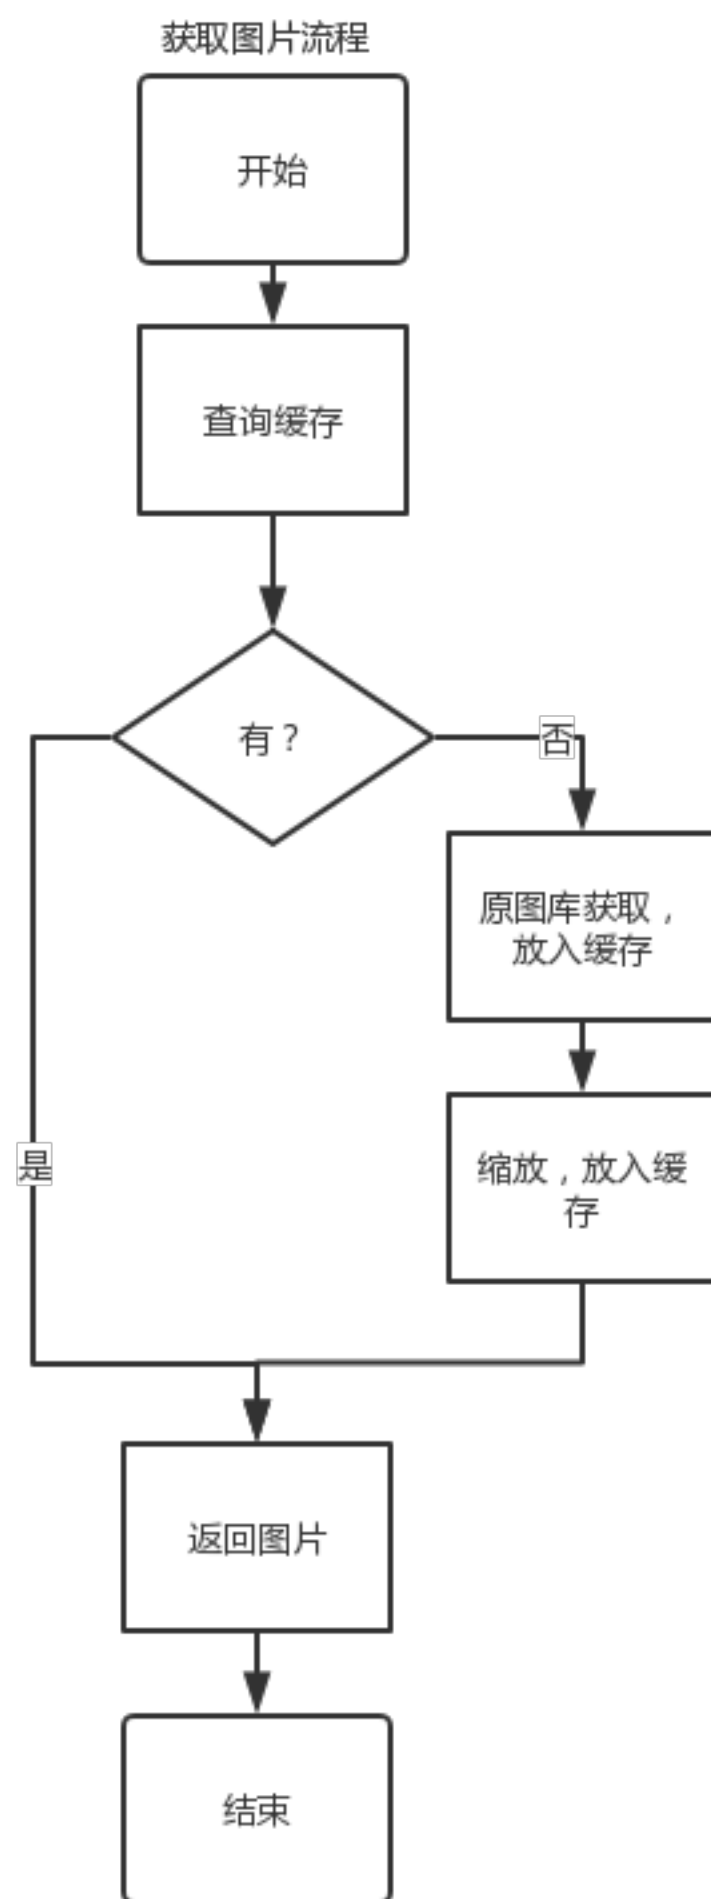 获取图片流程
开始
查询缓存
有？
否
原图库获取，
放入缓存
缩放，放入缓
存
是
返回图片
结束